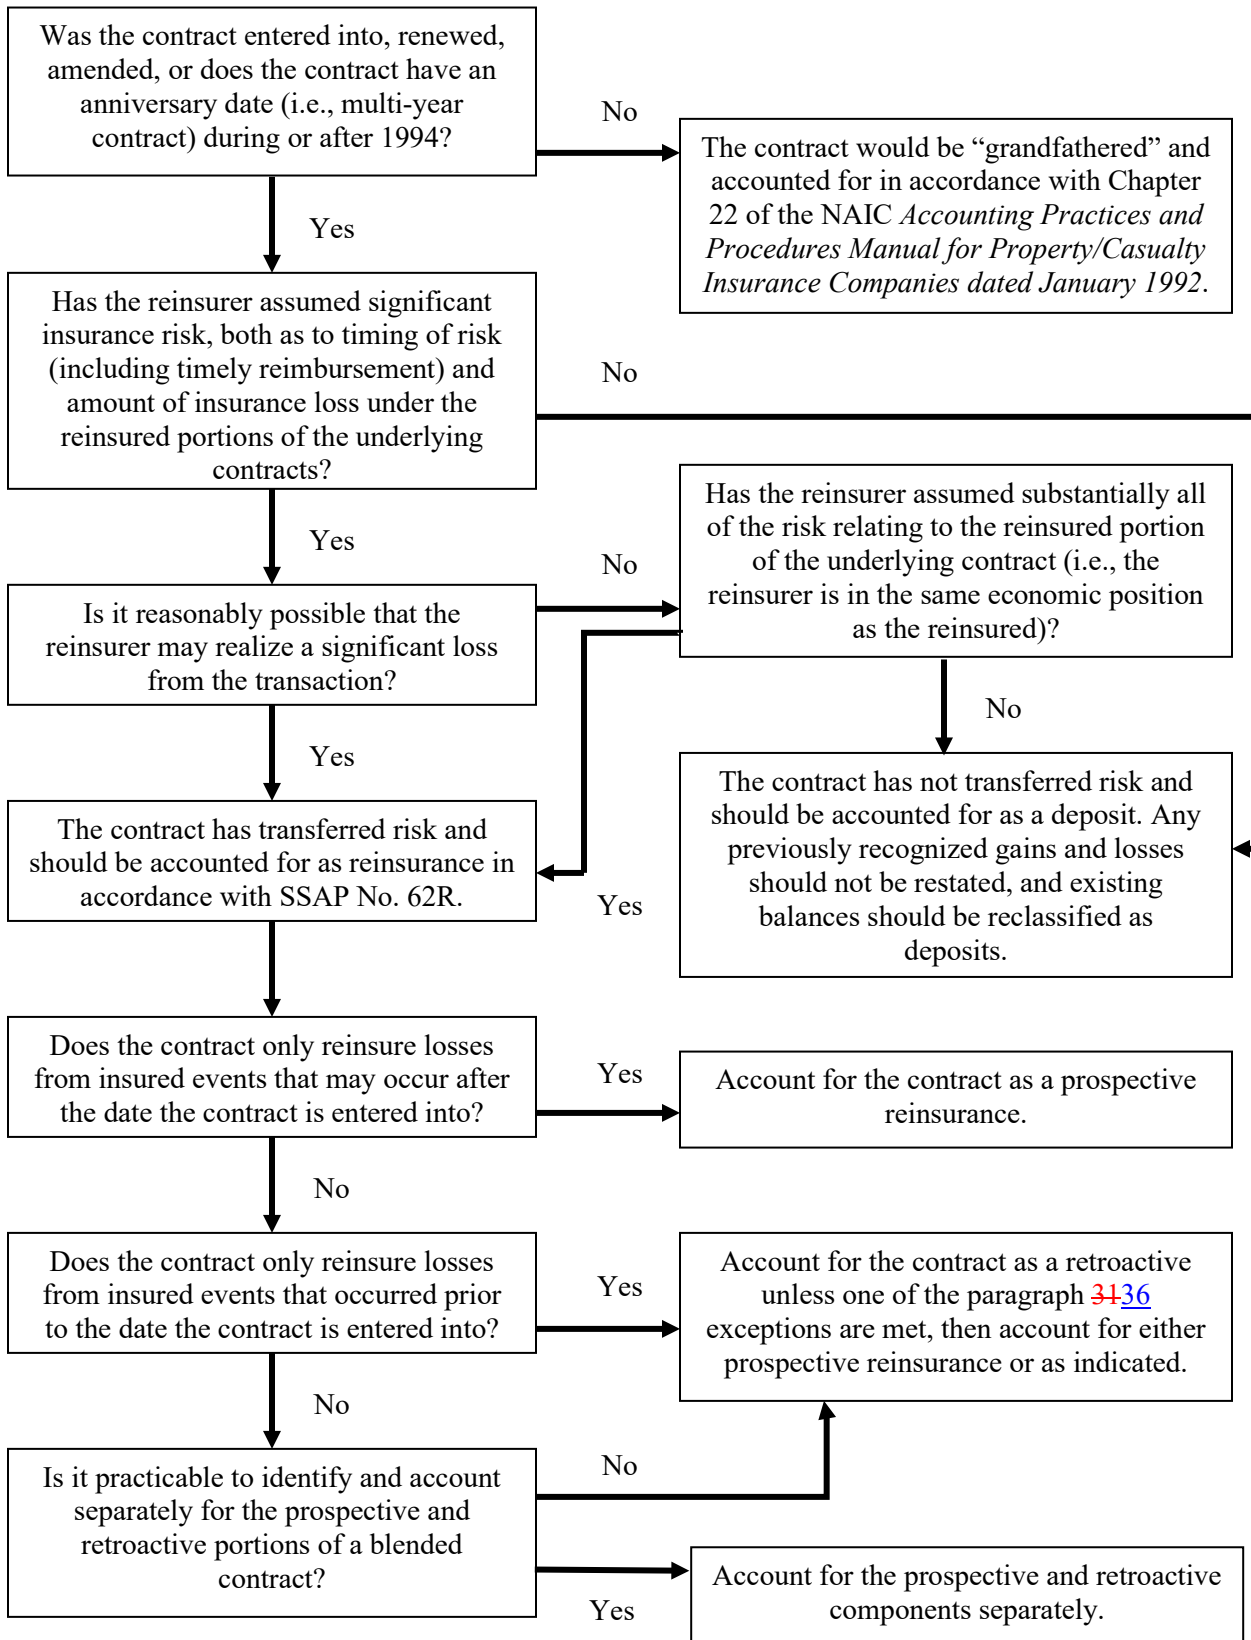 Was the contract entered into, renewed,
amended, or does the contract have an
anniversary date (i.e., multi-year
contract) during or after 1994?
No
The contract would be “grandfathered” and
accounted for in accordance with Chapter
22 of the NAIC Accounting Practices and
Procedures Manual for Property/Casualty
Insurance Companies dated January 1992.
Yes
Has the reinsurer assumed significant
insurance risk, both as to timing of risk
(including timely reimbursement) and
amount of insurance loss under the
reinsured portions of the underlying
contracts?
No
Has the reinsurer assumed substantially all
of the risk relating to the reinsured portion
of the underlying contract (i.e., the
reinsurer is in the same economic position
as the reinsured)?
Yes
No
Is it reasonably possible that the
reinsurer may realize a significant loss
from the transaction?
No
Yes
The contract has not transferred risk and
should be accounted for as a deposit. Any
previously recognized gains and losses
should not be restated, and existing
balances should be reclassified as
deposits.
The contract has transferred risk and
should be accounted for as reinsurance in
accordance with SSAP No. 62R.
Yes
Does the contract only reinsure losses
from insured events that may occur after
the date the contract is entered into?
Yes
Account for the contract as a prospective
reinsurance.
No
Does the contract only reinsure losses
from insured events that occurred prior
to the date the contract is entered into?
Yes
Account for the contract as a retroactive
unless one of the paragraph 3136
exceptions are met, then account for either
prospective reinsurance or as indicated.
No
Is it practicable to identify and account
separately for the prospective and
retroactive portions of a blended
contract?
No
Yes
Account for the prospective and retroactive
components separately.